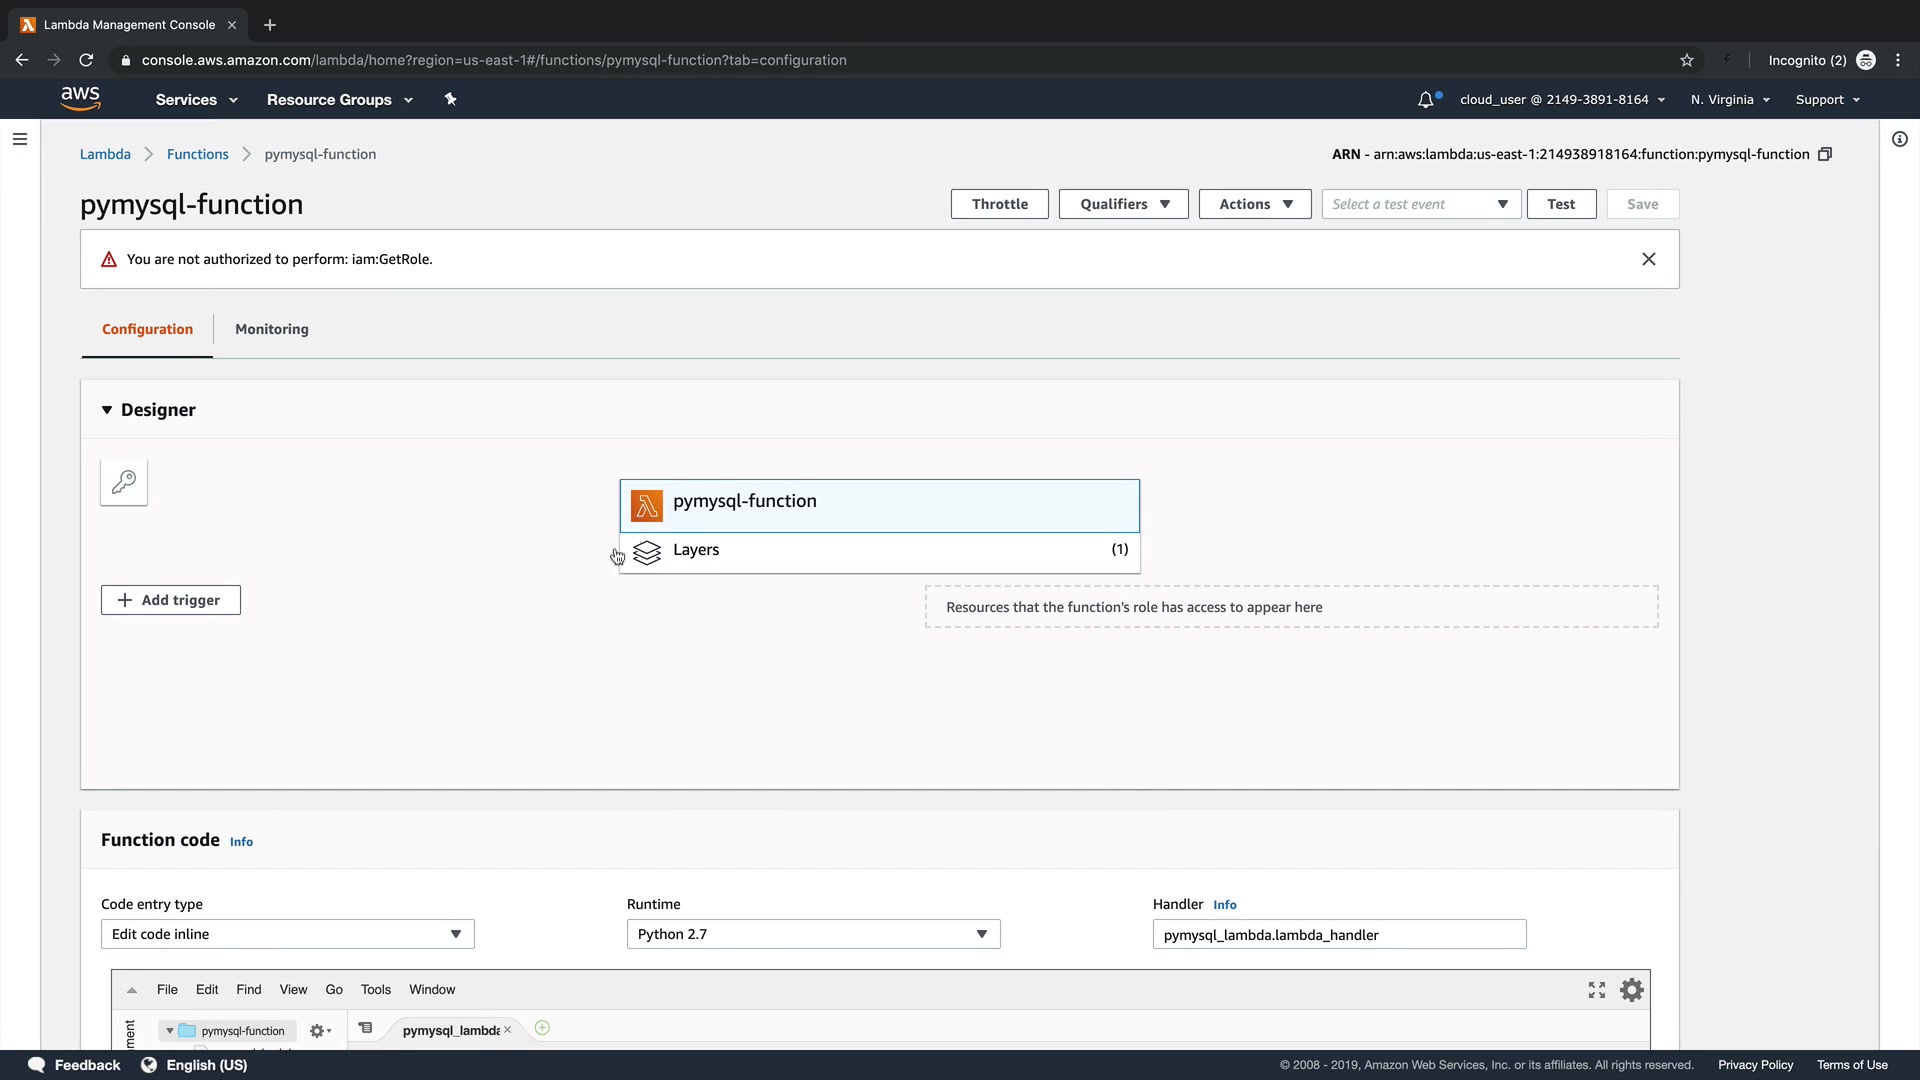 Lambda Management Console
console.aws.amazon.com/lambda/home?region=us-east-1#/functions/pymysql-function?tab=configuration
Incognito (2)
aws
Services
Resource Groups
cloud_user @ 2149-3891-8164
N. Virginia
Support
Lambda
Functions
pymysql-function
ARN - arn:aws:lambda:us-east-1:214938918164:function:pymysql-function
pymysql-function
Throttle
Qualifiers
Actions
Select a test event
Test
Save
You are not authorized to perform: iam:GetRole.
Configuration
Monitoring
Designer
pymysql-function
Layers
(1)
Add trigger
Resources that the function's role has access to appear here
Function code
Info
Code entry type
Runtime
Handler
Info
Edit code inline
Python 2.7
pymysql_lambda.lambda_handler
File
Edit
Find
View
Go
Tools
Window
pymysql-function
pymysql_lambda
Feedback
English (US)
© 2008 - 2019, Amazon Web Services, Inc. or its affiliates. All rights reserved.
Privacy Policy
Terms of Use